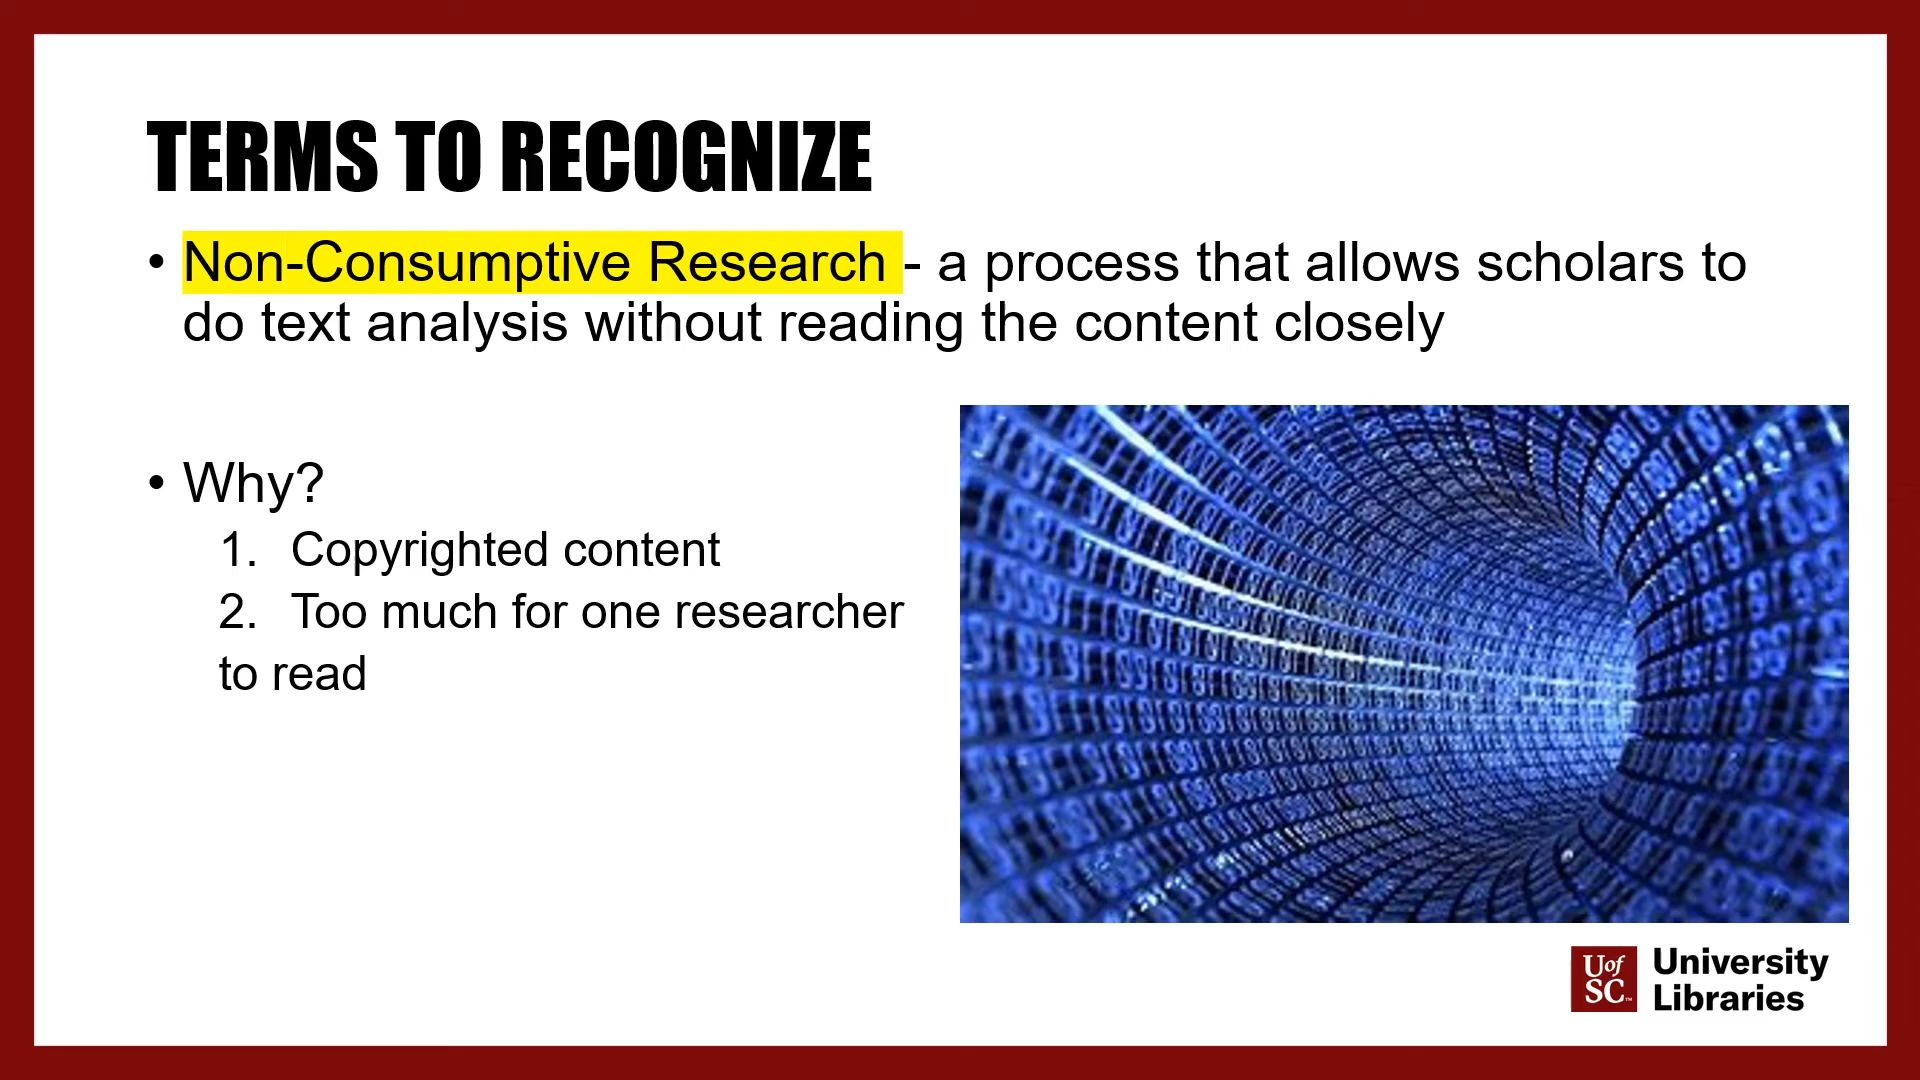 TERMS TO RECOGNIZE
• Non-Consumptive Research - a process that allows scholars to
do text analysis without reading the content closely
• Why?
1. Copyrighted content
2. Too much for one researcher
to read
UofSC™
University
Libraries